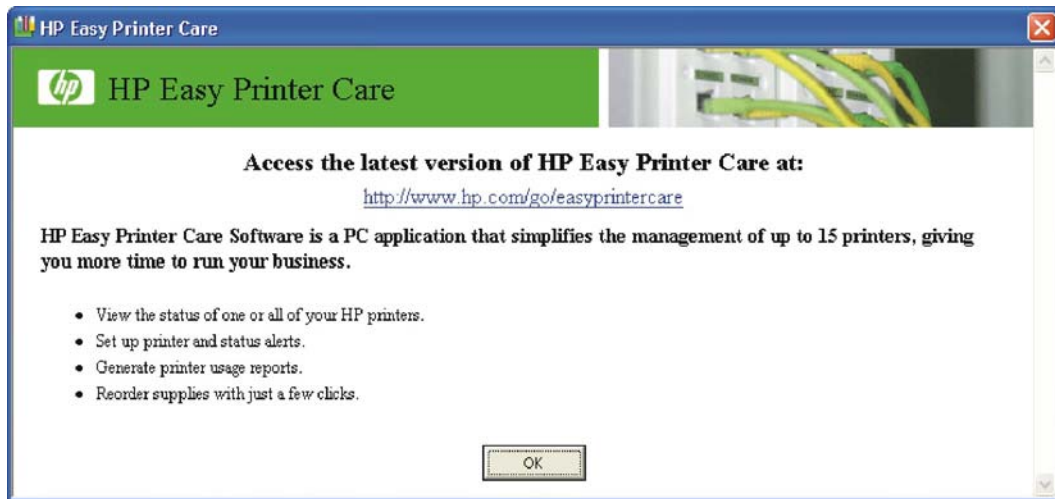 HP Easy Printer Care
hp HP Easy Printer Care
Access the latest version of HP Easy Printer Care at:
http://www.hp.com/go/easyprintercare
HP Easy Printer Care Software is a PC application that simplifies the management of up to 15 printers, giving
you more time to run your business.
• View the status of one or all of your HP printers.
• Set up printer and status alerts.
• Generate printer usage reports.
• Reorder supplies with just a few clicks.
OK